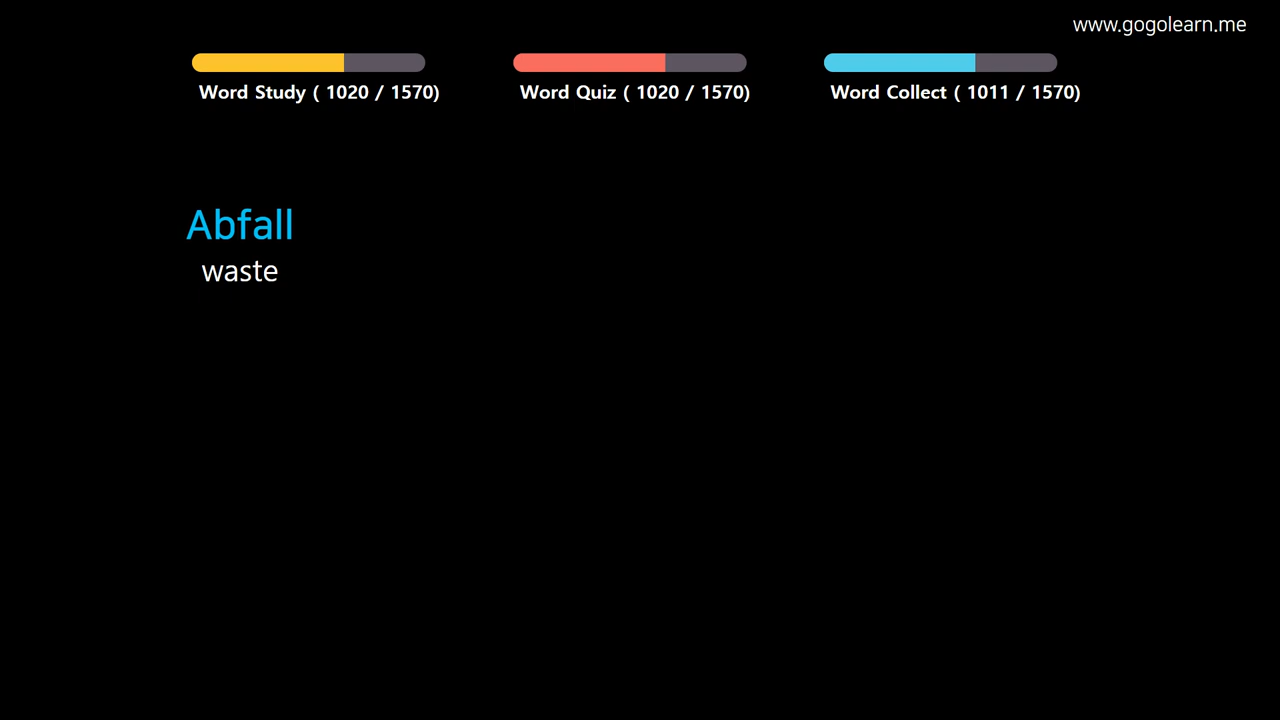 www.gogolearn.me
Word Study ( 1020 / 1570)
Word Quiz ( 1020 / 1570)
Word Collect ( 1011 / 1570)
Abfall
waste